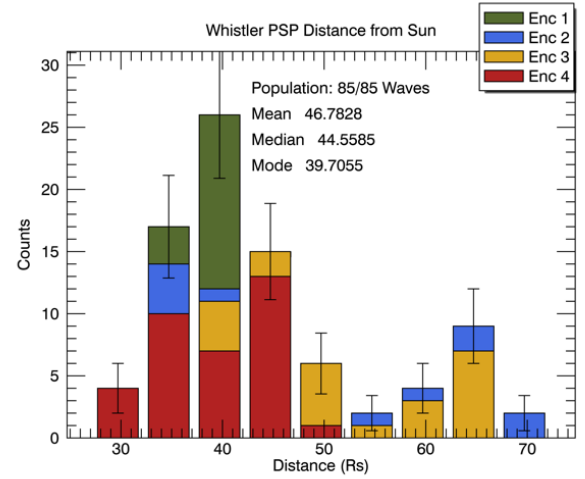 Whistler PSP Distance from Sun
Enc 1
Enc 2
Enc 3
Enc 4
Population: 85/85 Waves
Mean 46.7828
Median 44.5585
Mode 39.7055
30
25
20
15
10
5
0
Counts
30 40 50 60 70
Distance (Rs)